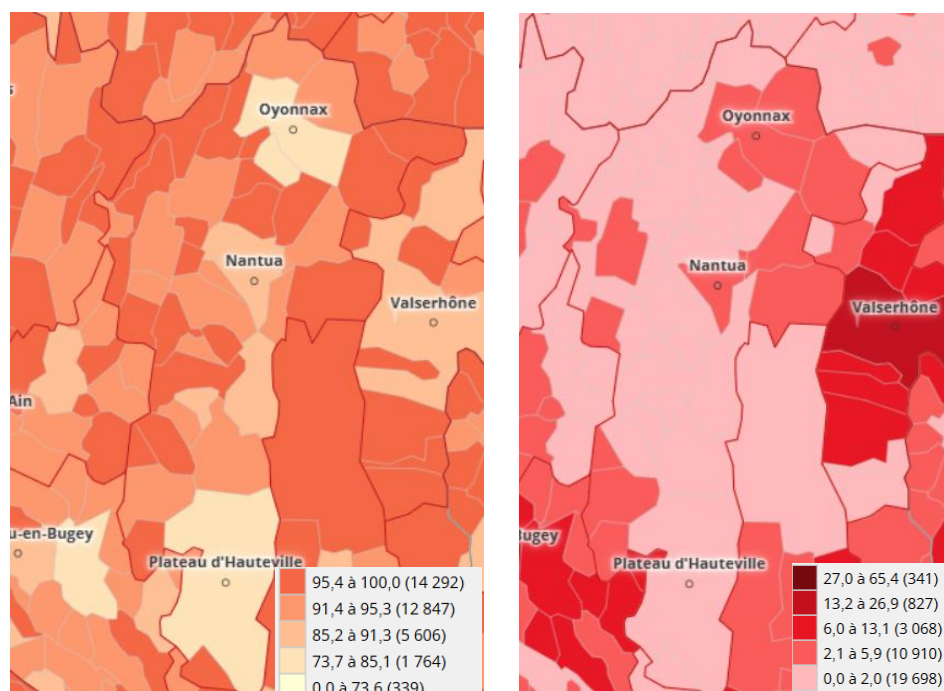 Oyonnax
Nantua
Valserhône
Ain
u-en-Bugey
Plateau d'Hauteville
95,4 à 100,0 (14 292)
91,4 à 95,3 (12 847)
85,2 à 91,3 (5 606)
73,7 à 85,1 (1 764)
0,0 à 73,6 (339)
Oyonnax
Nantua
Valserhône
Bugey
Plateau d'Hauteville
27,0 à 65,4 (341)
13,2 à 26,9 (827)
6,0 à 13,1 (3 068)
2,1 à 5,9 (10 910)
0,0 à 2,0 (19 698)